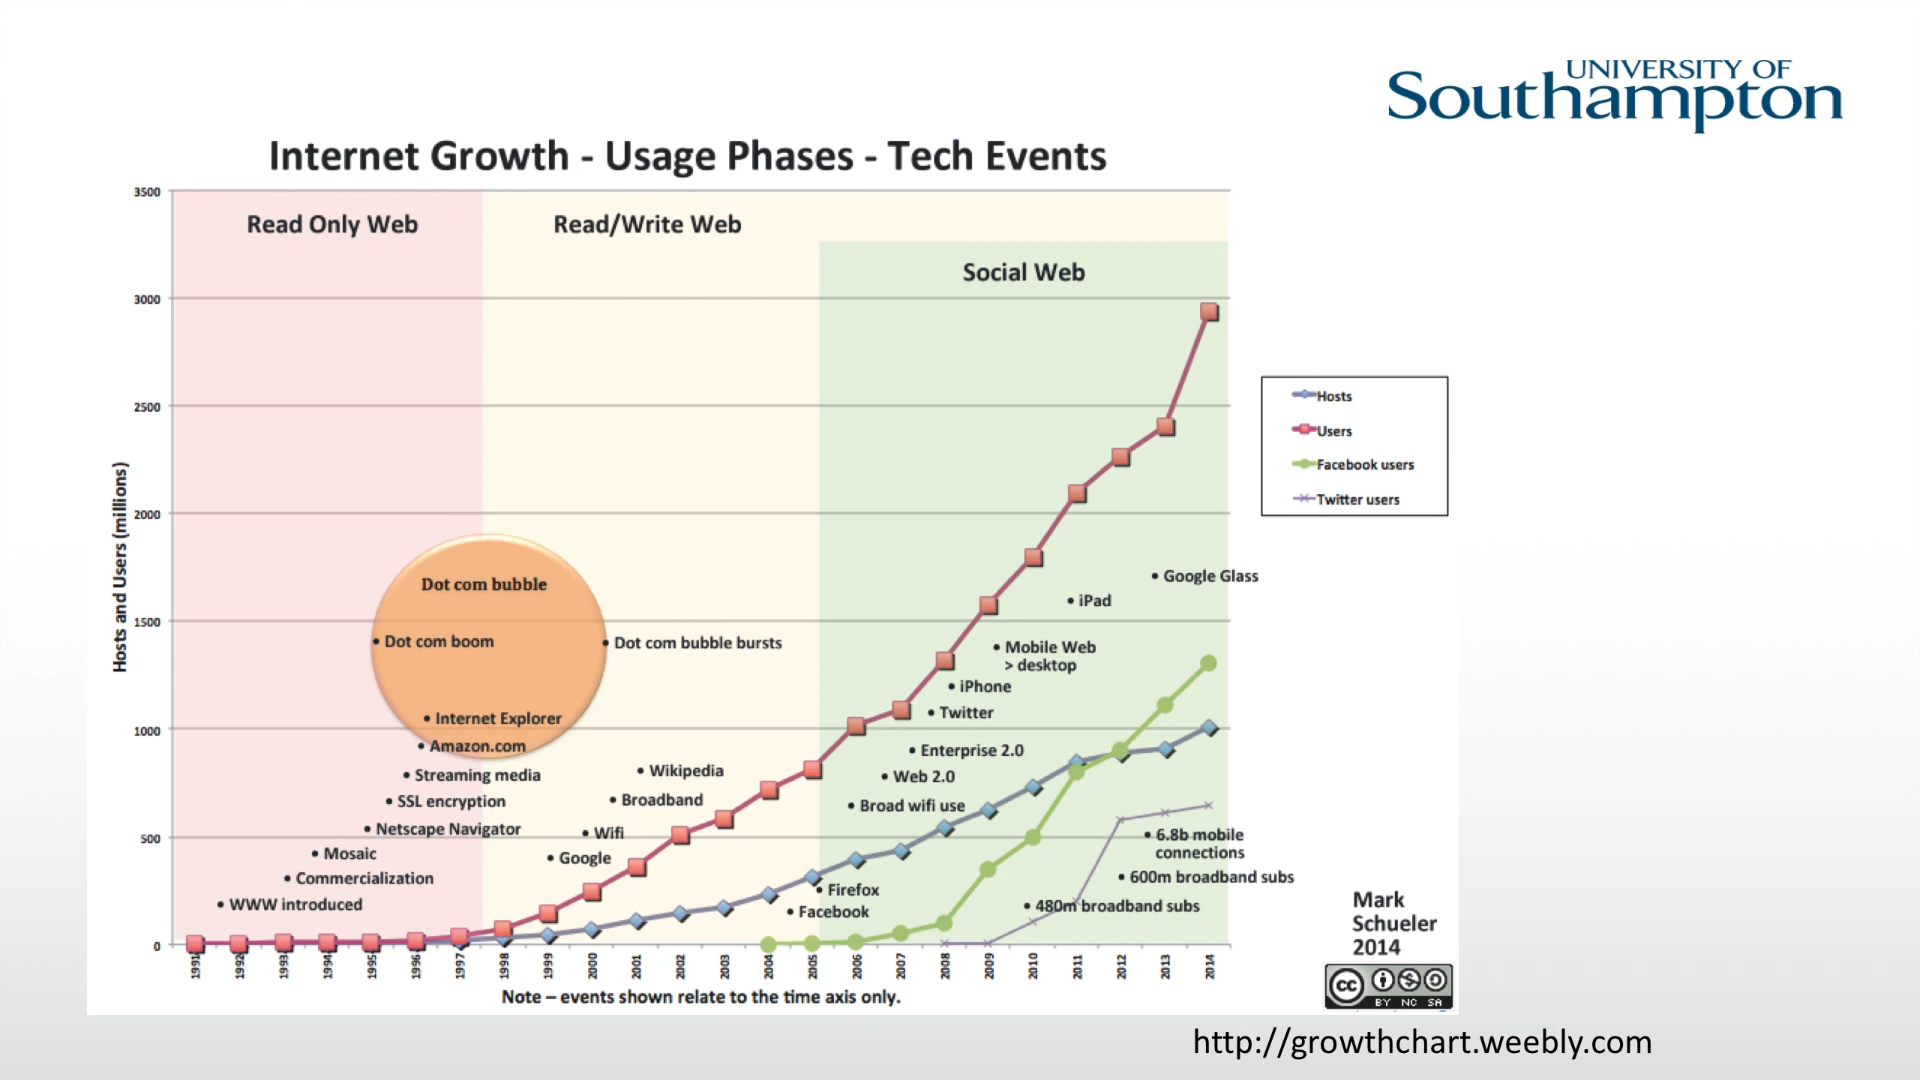 UNIVERSITY OF
Southampton
Internet Growth - Usage Phases - Tech Events
Read Only Web
Read/Write Web
Social Web
Hosts and Users (millions)
3500
3000
2500
2000
1500
1000
500
0
Dot com bubble
• Dot com boom
• Dot com bubble bursts
• Internet Explorer
• Amazon.com
• Streaming media
• SSL encryption
• Netscape Navigator
• Mosaic
• Commercialization
• WWW introduced
• Wikipedia
• Broadband
• Wifi
• Google
• Google Glass
• iPad
• Mobile Web
> desktop
• iPhone
• Twitter
• Enterprise 2.0
• Web 2.0
• Broad wifi use
• Firefox
• Facebook
• 6.8b mobile
connections
• 600m broadband subs
• 480m broadband subs
1991
1992
1993
1994
1995
1996
1997
1998
1999
2000
2001
2002
2003
2004
2005
2006
2007
2008
2009
2010
2011
2012
2013
2014
Note – events shown relate to the time axis only.
Hosts
Users
Facebook users
Twitter users
Mark
Schueler
2014
cc
BY NC SA
http://growthchart.weebly.com